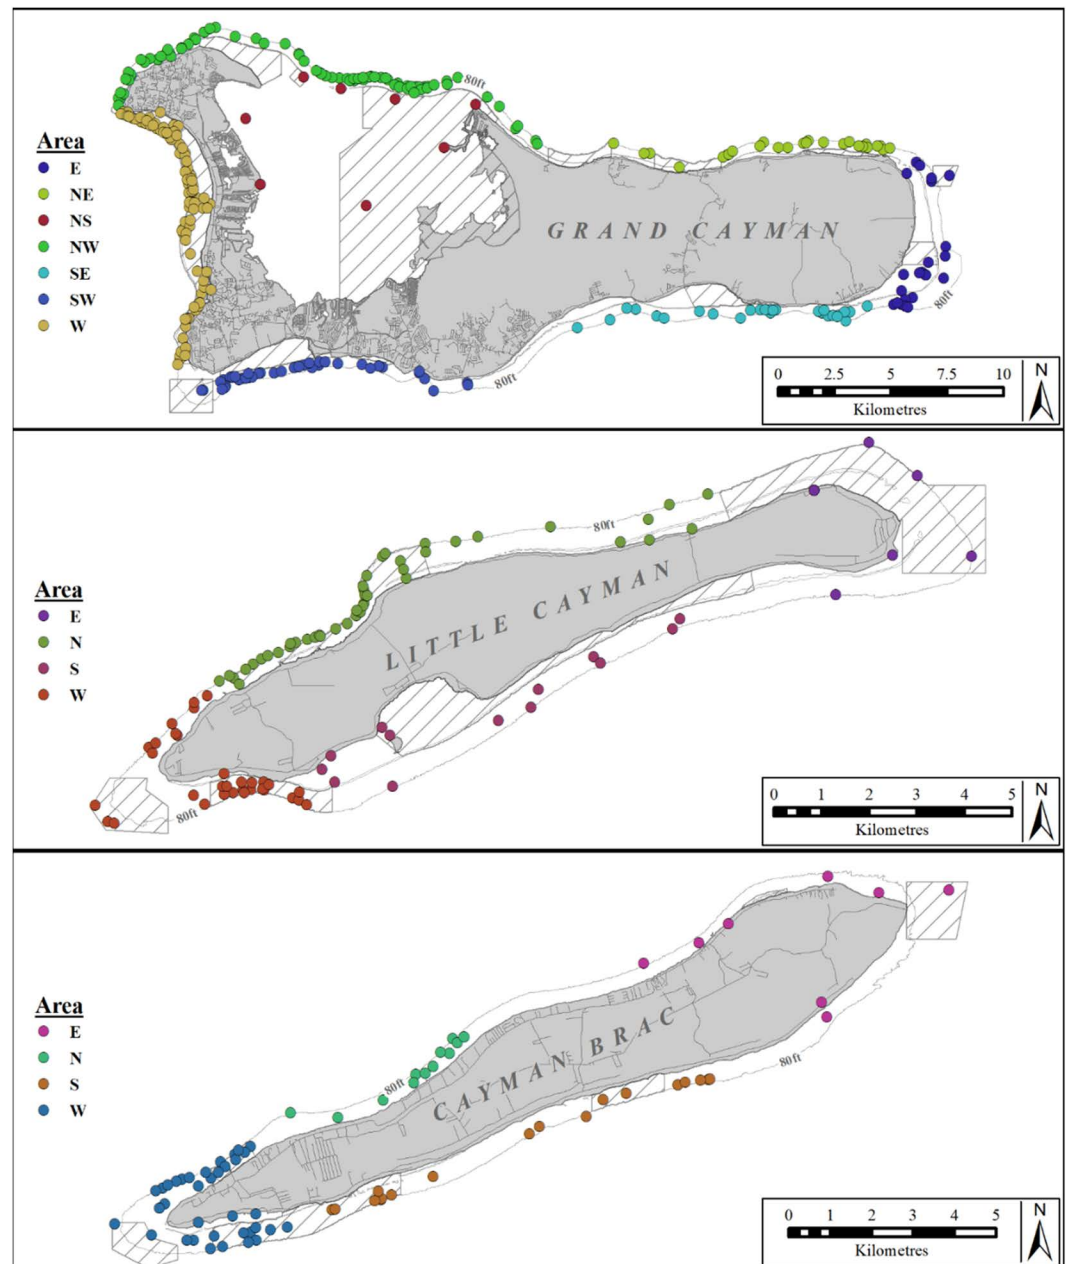 Area
E
NE
NS
NW
SE
SW
W
80ft
GRAND CAYMAN
80ft
80ft
0 2.5 5 7.5 10
Kilometres
N
Area
E
N
S
W
80ft
LITTLE CAYMAN
80ft
0 1 2 3 4 5
Kilometres
N
Area
E
N
S
W
80ft
CAYMAN BRAC
80ft
0 1 2 3 4 5
Kilometres
N